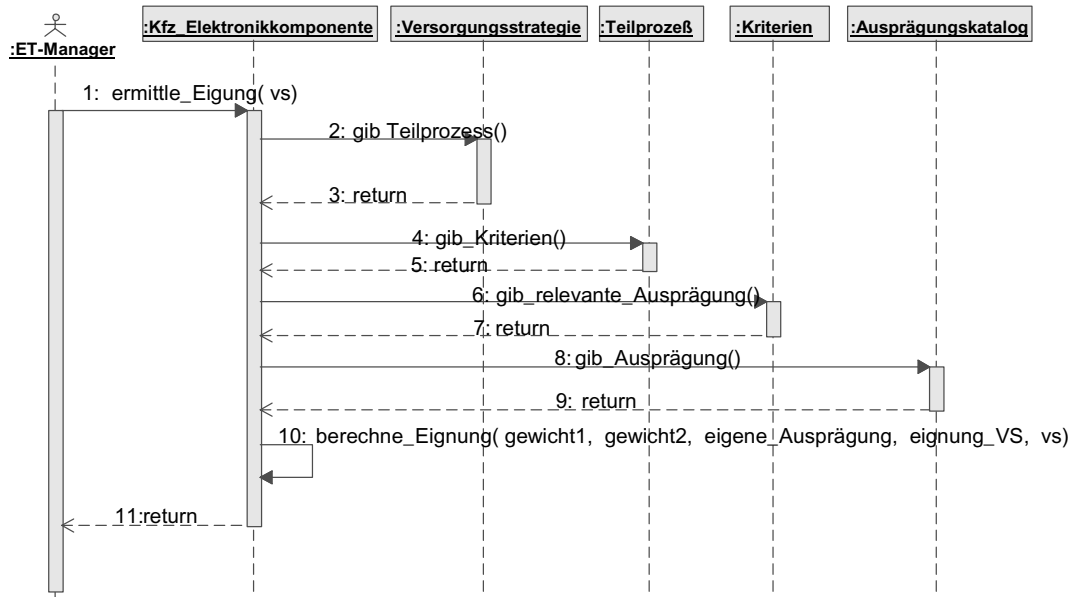 :Kfz_Elektronikkomponente :Versorgungsstrategie :Teilprozeß :Kriterien :Ausprägungskatalog
:ET-Manager
1: ermittle_Eigung( vs)
2: gib Teilprozess()
3: return
4: gib_Kriterien()
5: return
6: gib_relevante_Ausprägung()
7: return
8: gib_Ausprägung()
9: return
10: berechne_Eignung( gewicht1, gewicht2, eigene_Ausprägung, eignung_VS, vs)
11:return